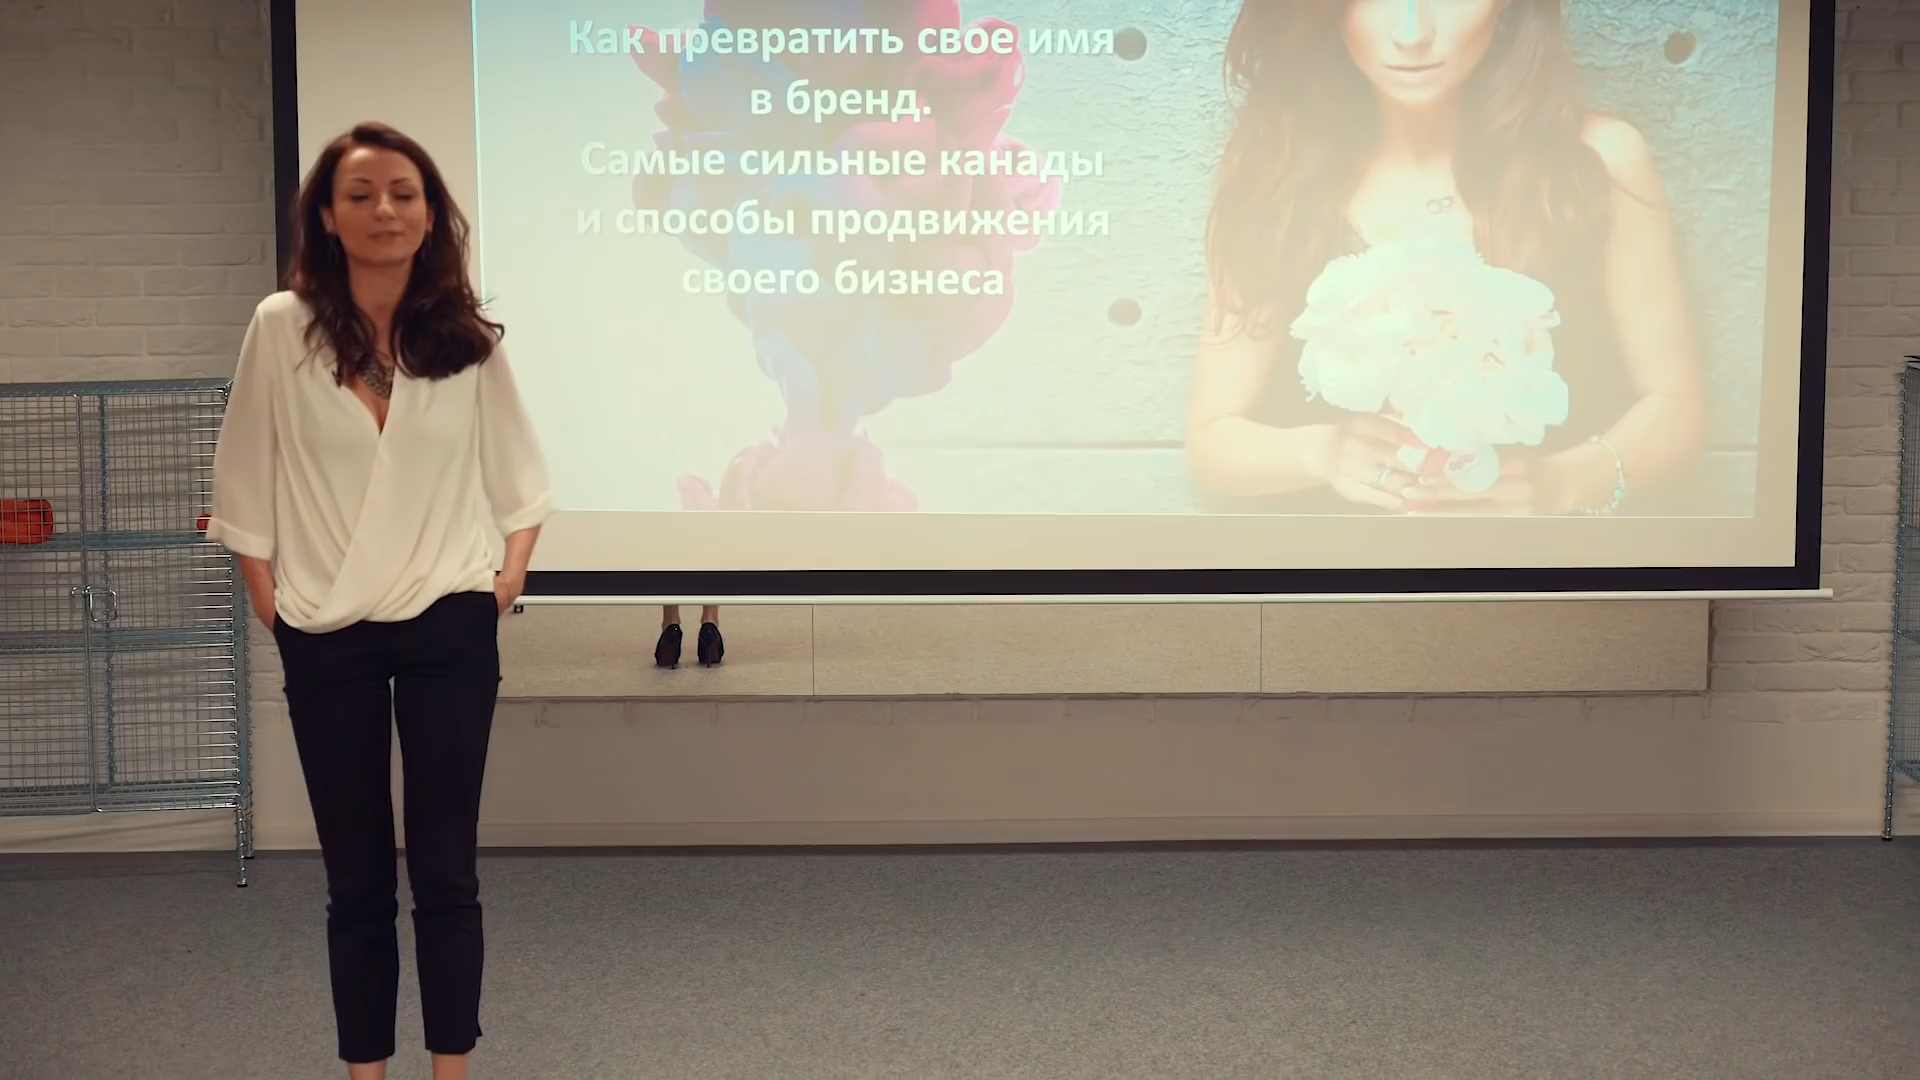 Как превратить свое имя
в бренд.
Самые сильные канады
и способы продвижения
своего бизнеса